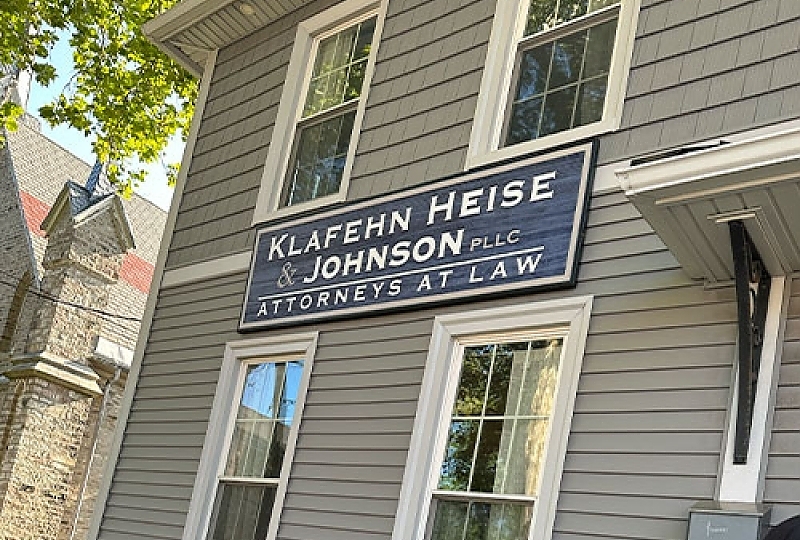 KLAFEHN HEISE
& JOHNSON PLLC
ATTORNEYS AT LAW